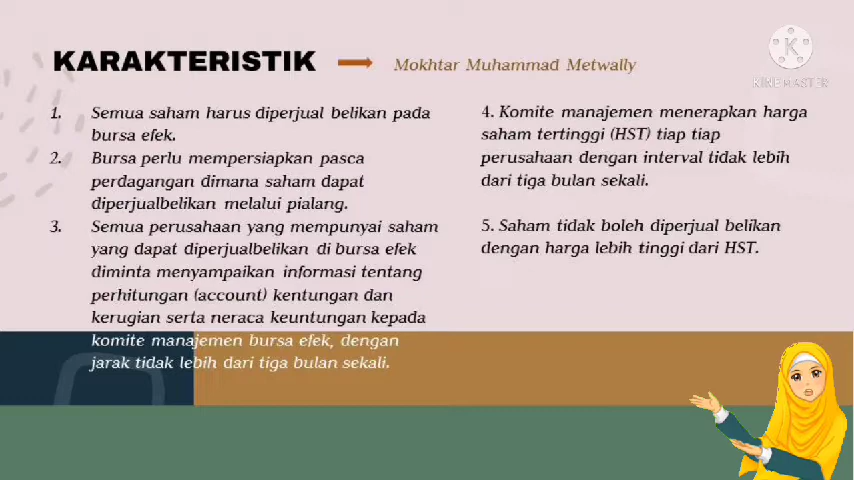 KARAKTERISTIK
Mokhtar Muhammad Metwally
KINEMASTER
1. Semua saham harus diperjual belikan pada
bursa efek.
2. Bursa perlu mempersiapkan pasca
perdagangan dimana saham dapat
diperjualbelikan melalui pialang.
3. Semua perusahaan yang mempunyai saham
yang dapat diperjualbelikan di bursa efek
diminta menyampaikan informasi tentang
perhitungan (account) kentungan dan
kerugian serta neraca keuntungan kepada
komite manajemen bursa efek, dengan
jarak tidak lebih dari tiga bulan sekali.
4. Komite manajemen menerapkan harga
saham tertinggi (HST) tiap tiap
perusahaan dengan interval tidak lebih
dari tiga bulan sekali.
5. Saham tidak boleh diperjual belikan
dengan harga lebih tinggi dari HST.